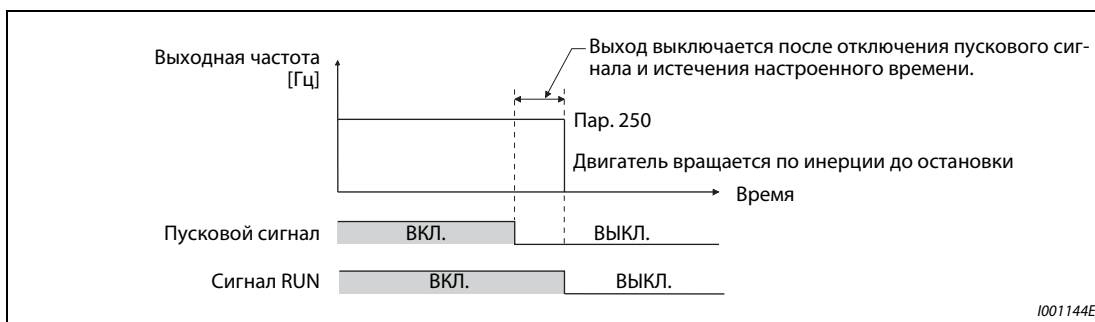 Выходная частота
[Гц]
Выход выключается после отключения пускового сиг-
нала и истечения настроенного времени.
Пар. 250
Двигатель вращается по инерции до остановки
Время
Пусковой сигнал ВКЛ. ВЫКЛ.
Сигнал RUN ВКЛ. ВЫКЛ.
I001144E